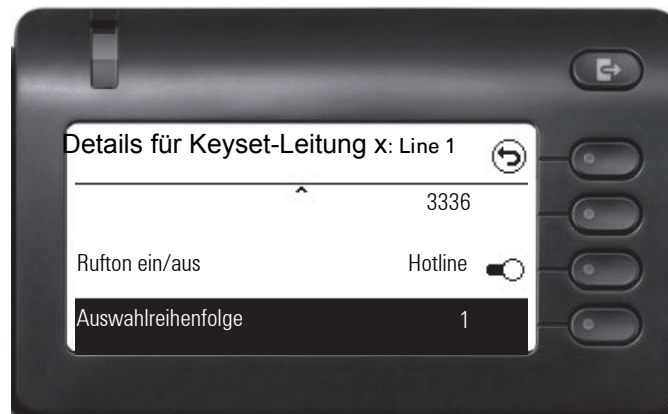 Details für Keyset-Leitung x: Line 1
3336
Rufton ein/aus Hotline
Auswahlreihenfolge 1